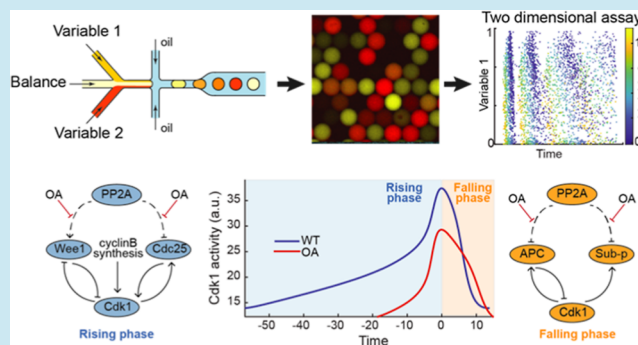 Variable 1
Balance
Variable 2
oil
oil
Two dimensional assay
1
Variable 1
0
Time
1
0
OA
PP2A
OA
Wee1
cyclinB
synthesis
Cdc25
Cdk1
Rising phase
Cdk1 activity (a.u.)
35
30
25
20
15
Rising
phase
Falling
phase
WT
OA
-50
-40
-30
-20
-10
0
10
Time
OA
PP2A
OA
APC
Sub-p
Cdk1
Falling phase